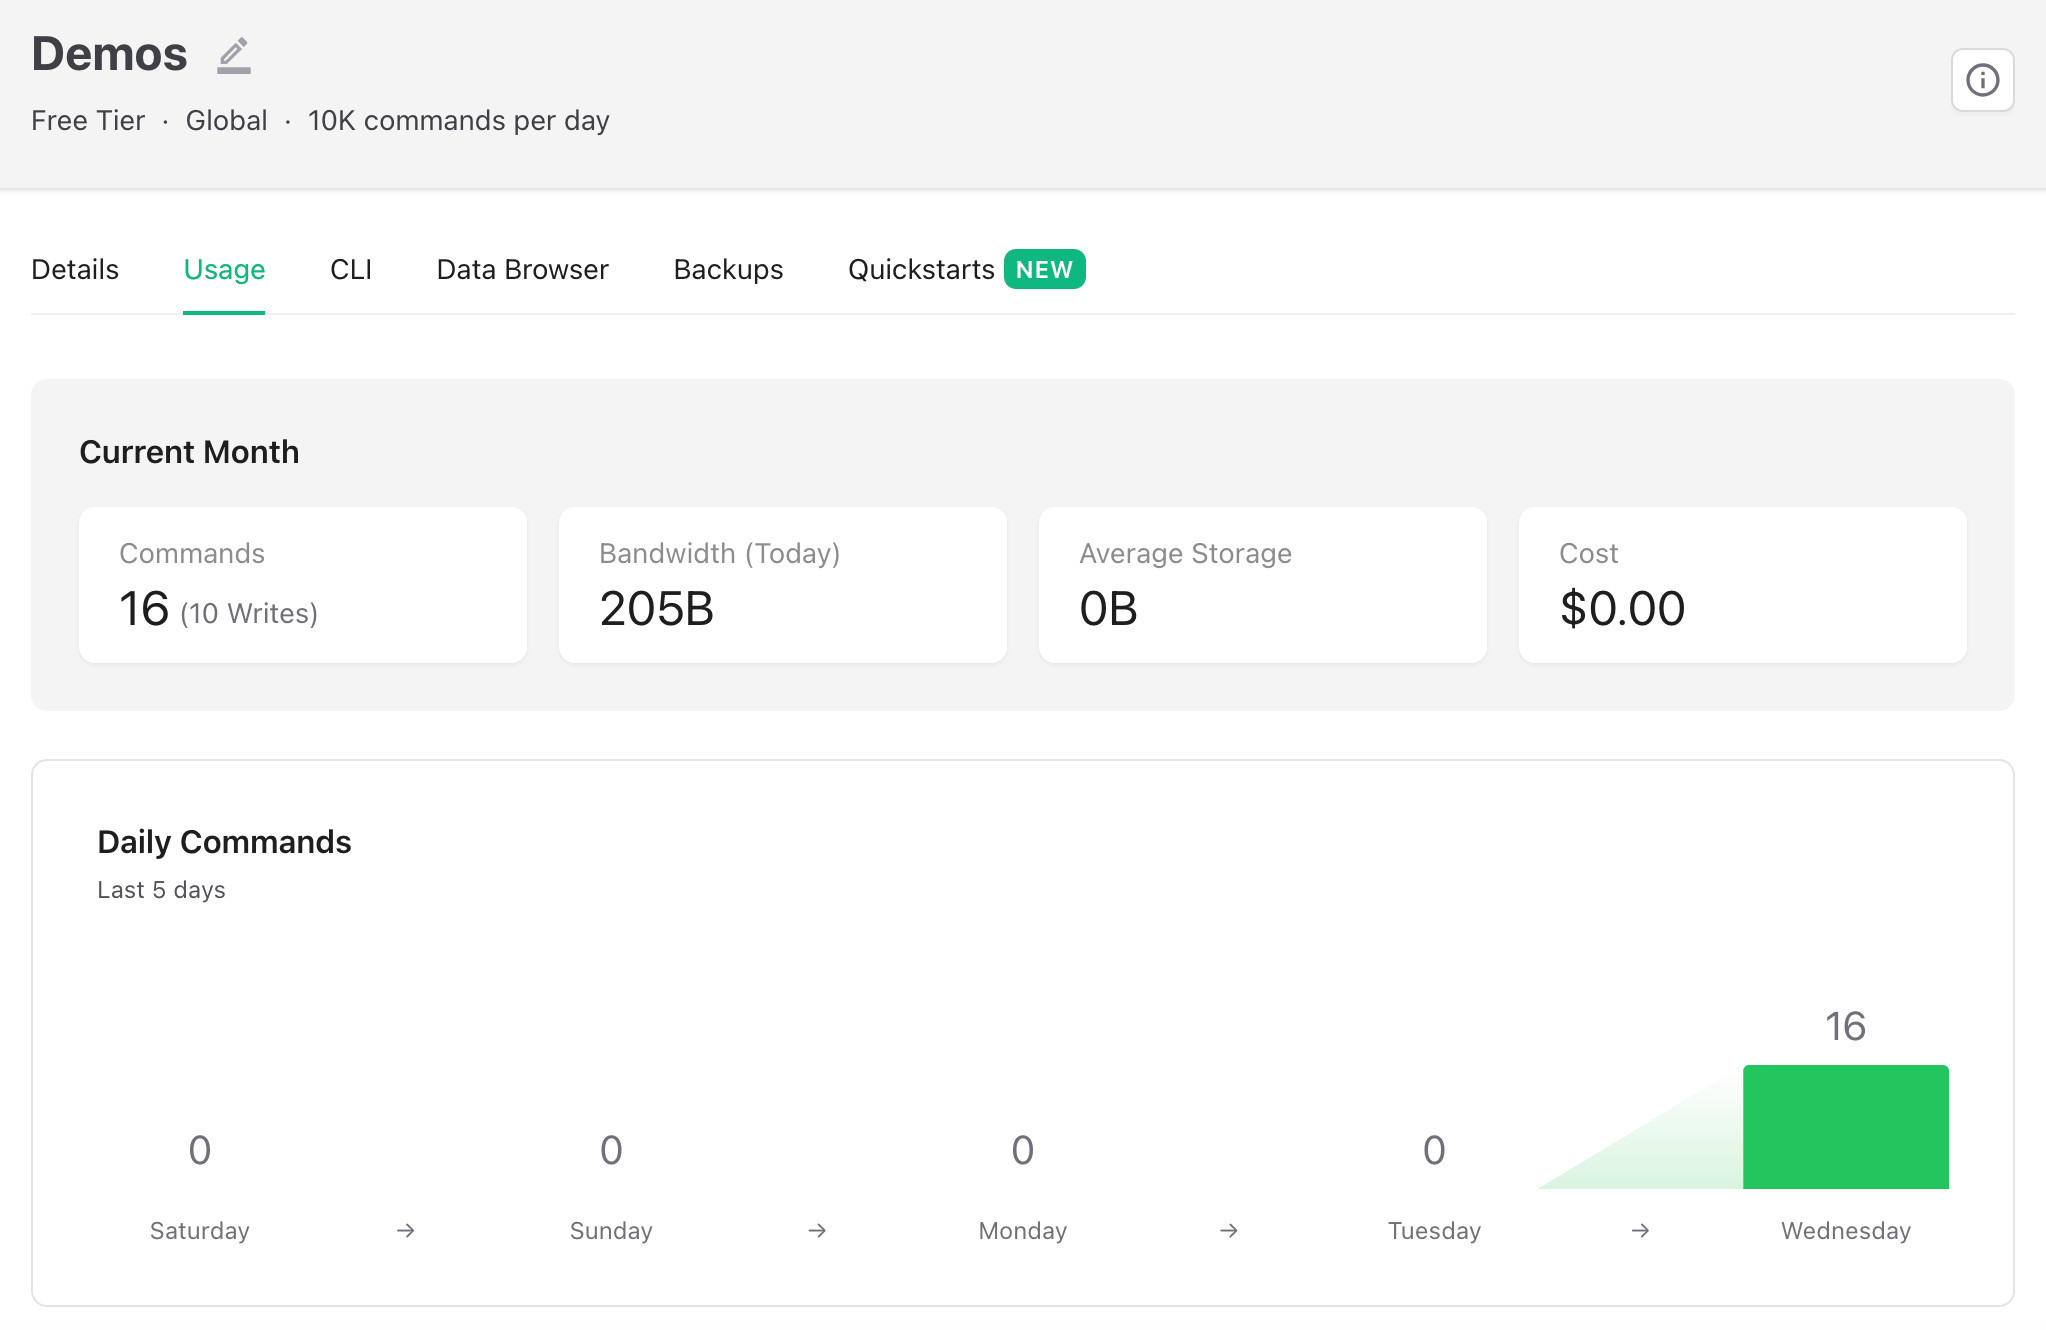 Demos
Free Tier · Global · 10K commands per day
Details Usage CLI Data Browser Backups Quickstarts NEW
Current Month
Commands
16 (10 Writes)
Bandwidth (Today)
205B
Average Storage
0B
Cost
$0.00
Daily Commands
Last 5 days
0 0 0 0 16
Saturday → Sunday → Monday → Tuesday → Wednesday